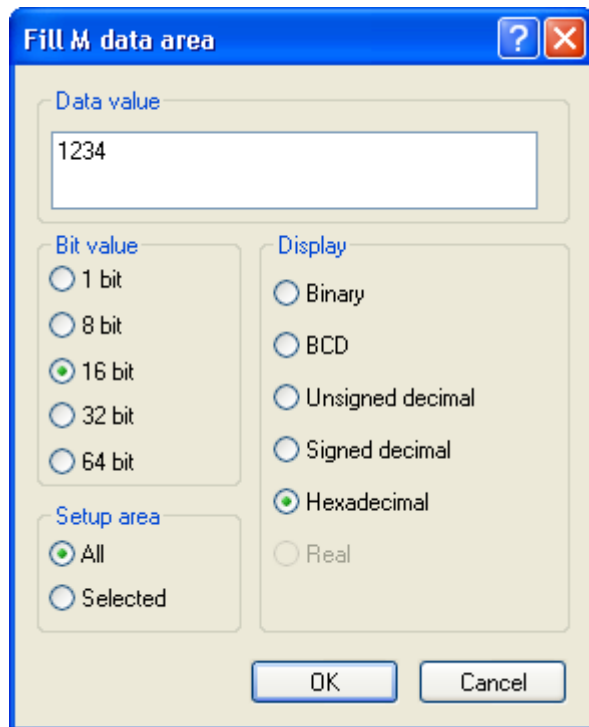 Fill M data area
Data value
1234
Bit value
1 bit
8 bit
16 bit
32 bit
64 bit
Setup area
All
Selected
Display
Binary
BCD
Unsigned decimal
Signed decimal
Hexadecimal
Real
OK
Cancel